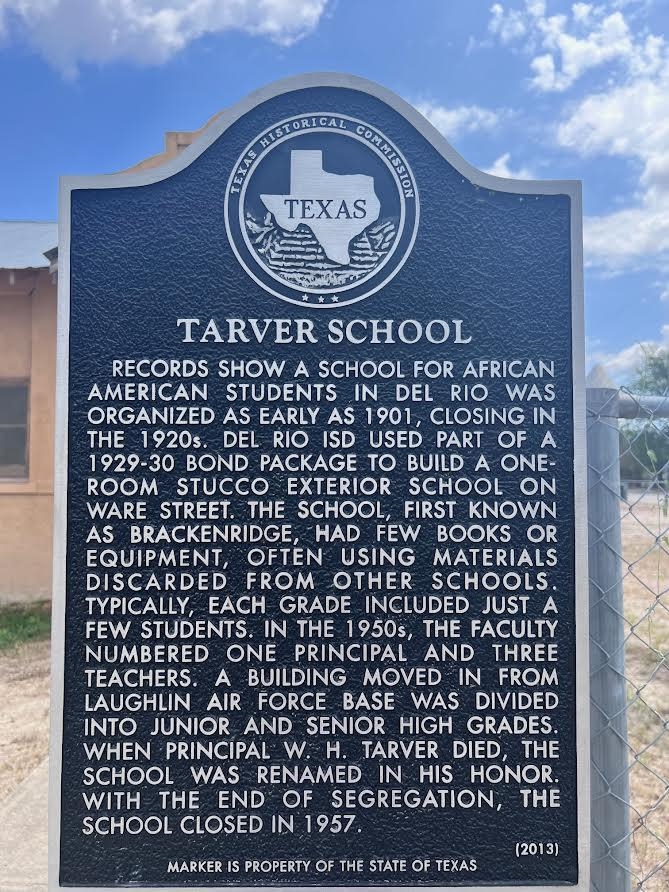 TEXAS HISTORICAL COMMISSION
TEXAS
TARVER SCHOOL
RECORDS SHOW A SCHOOL FOR AFRICAN
AMERICAN STUDENTS IN DEL RIO WAS
ORGANIZED AS EARLY AS 1901, CLOSING IN
THE 1920s. DEL RIO ISD USED PART OF A
1929-30 BOND PACKAGE TO BUILD A ONE-
ROOM STUCCO EXTERIOR SCHOOL ON
WARE STREET. THE SCHOOL, FIRST KNOWN
AS BRACKENRIDGE, HAD FEW BOOKS OR
EQUIPMENT, OFTEN USING MATERIALS
DISCARDED FROM OTHER SCHOOLS.
TYPICALLY, EACH GRADE INCLUDED JUST A
FEW STUDENTS. IN THE 1950s, THE FACULTY
NUMBERED ONE PRINCIPAL AND THREE
TEACHERS. A BUILDING MOVED IN FROM
LAUGHLIN AIR FORCE BASE WAS DIVIDED
INTO JUNIOR AND SENIOR HIGH GRADES.
WHEN PRINCIPAL W. H. TARVER DIED, THE
SCHOOL WAS RENAMED IN HIS HONOR.
WITH THE END OF SEGREGATION, THE
SCHOOL CLOSED IN 1957.
(2013)
MARKER IS PROPERTY OF THE STATE OF TEXAS